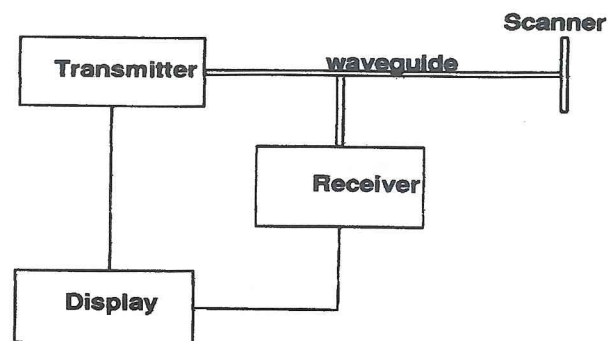 Scanner
Transmitter
waveguide
Receiver
Display